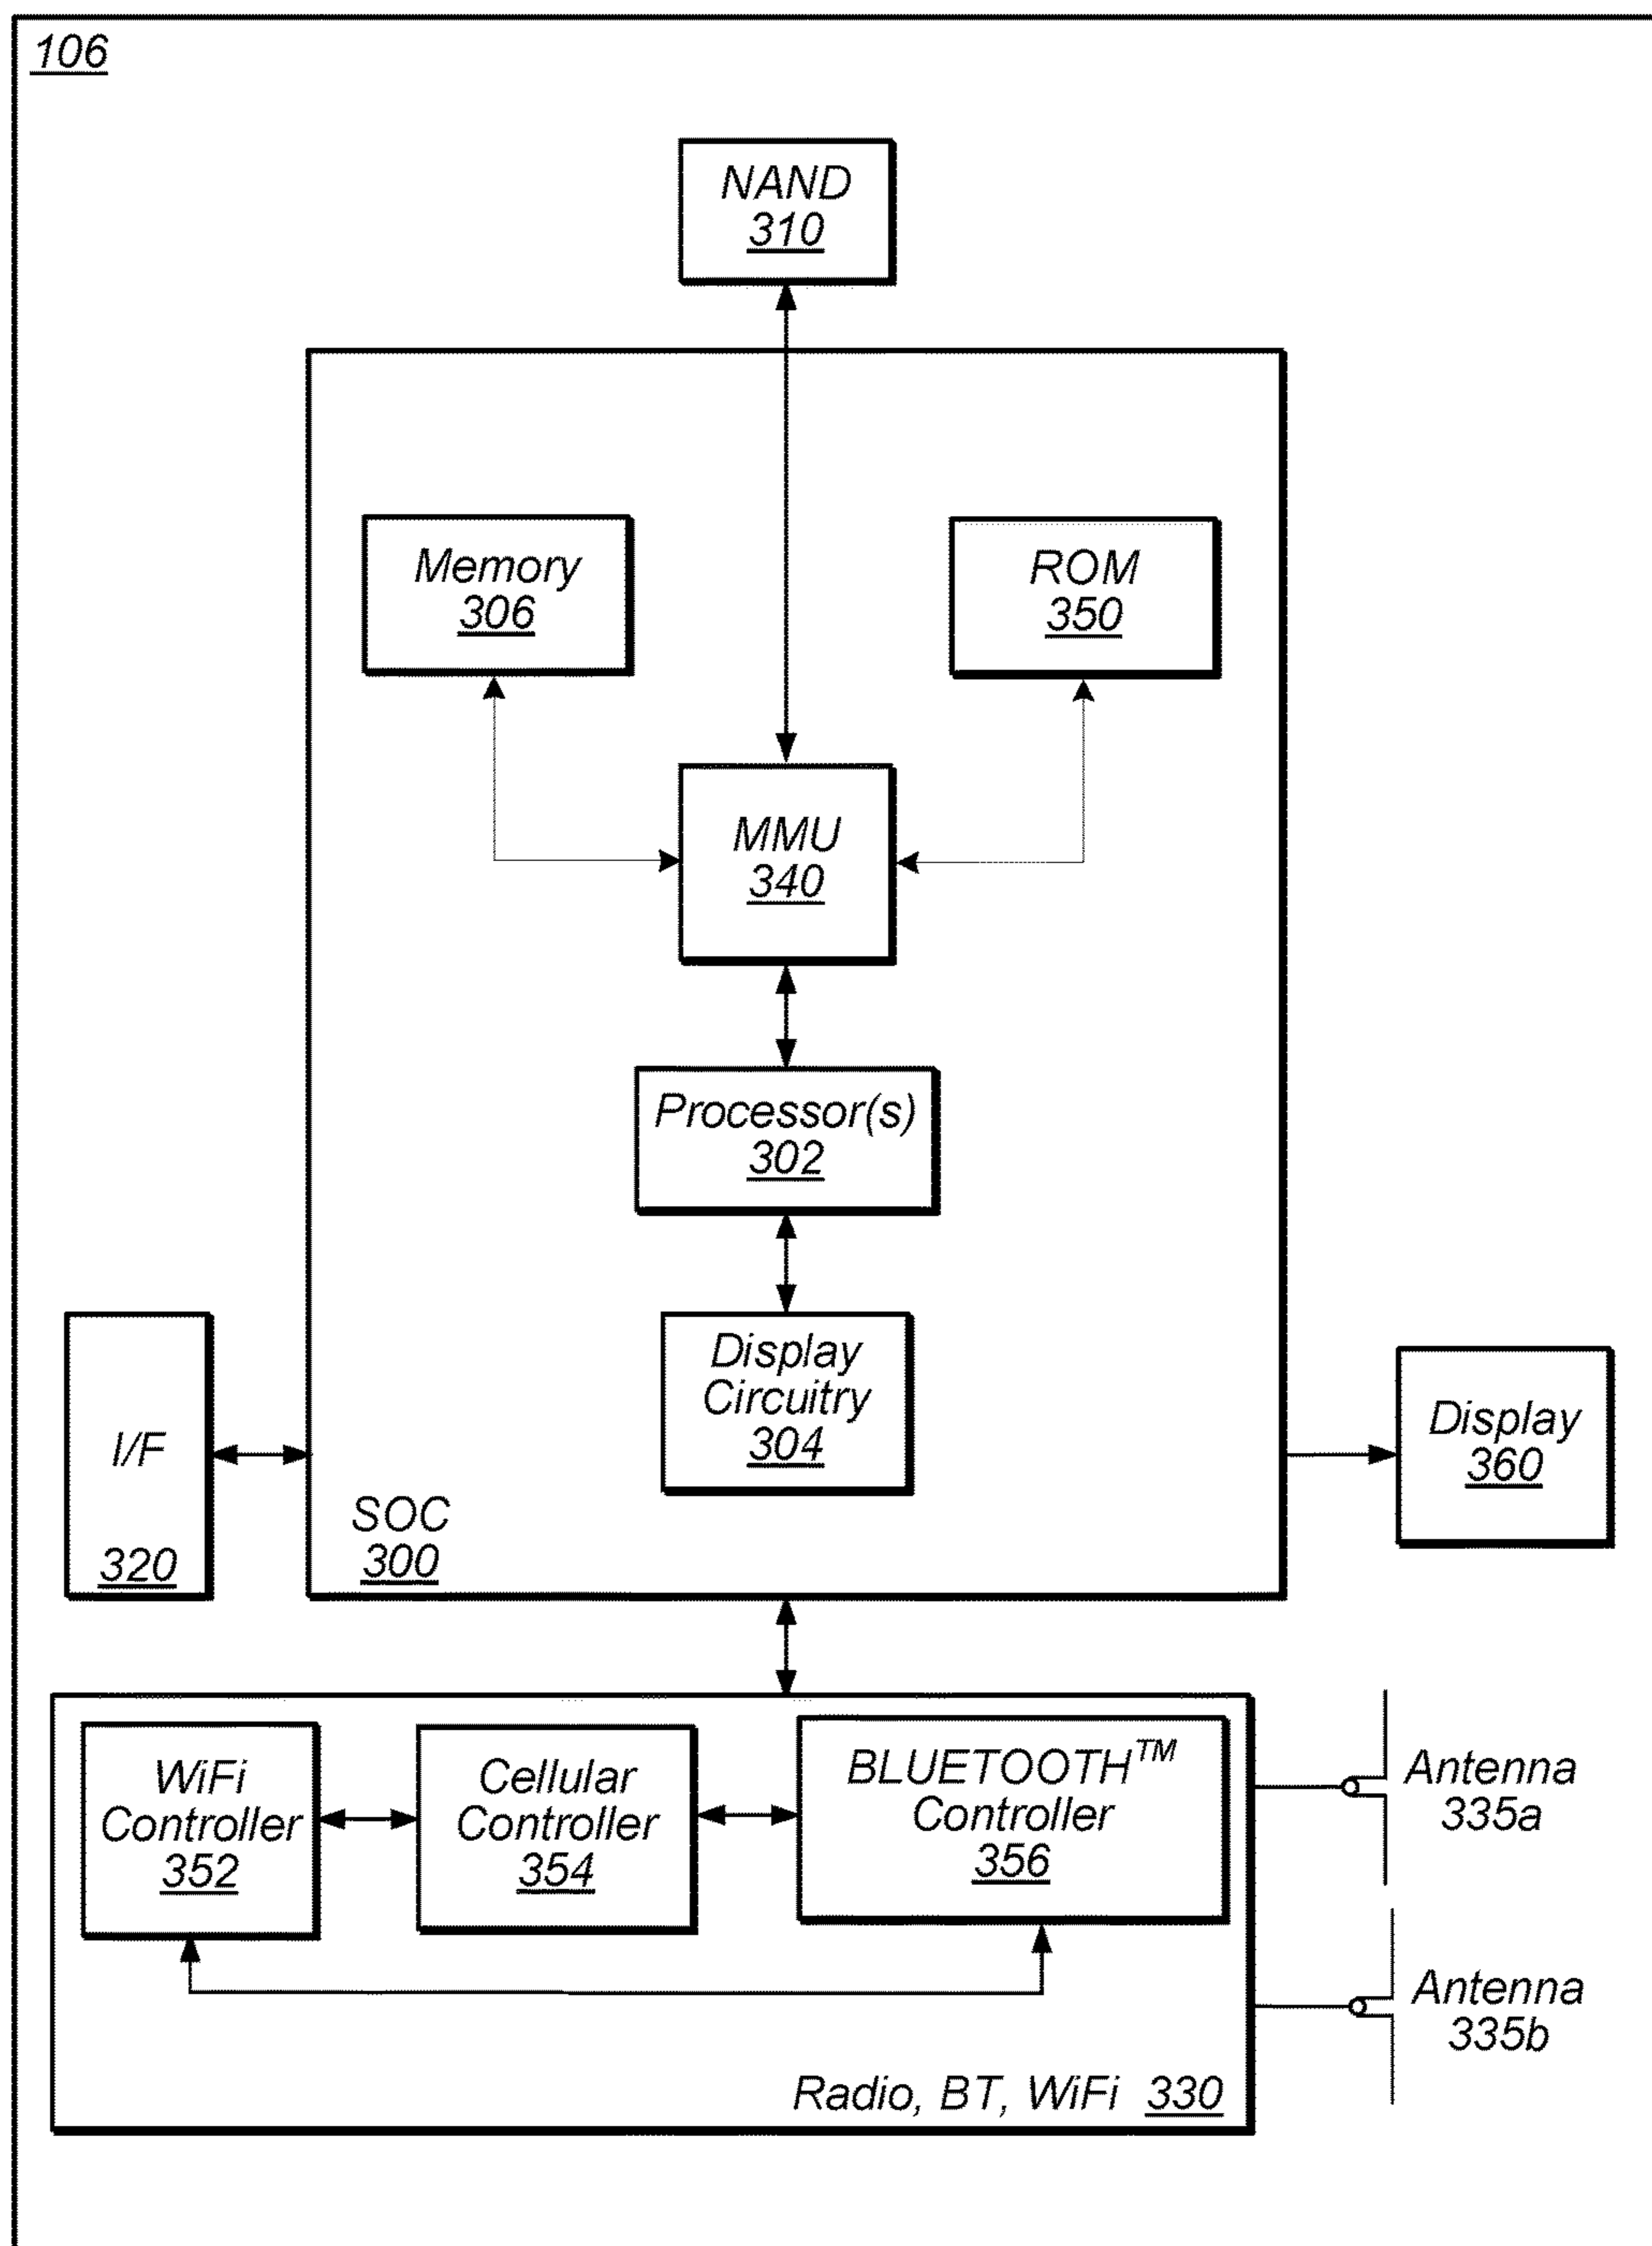 106
NAND
310
Memory
306
ROM
350
MMU
340
Processor(s)
302
Display
Circuitry
304
I/F
320
SOC
300
Display
360
WiFi
Controller
352
Cellular
Controller
354
BLUETOOTH™
Controller
356
Antenna
335a
Antenna
335b
Radio, BT, WiFi 330